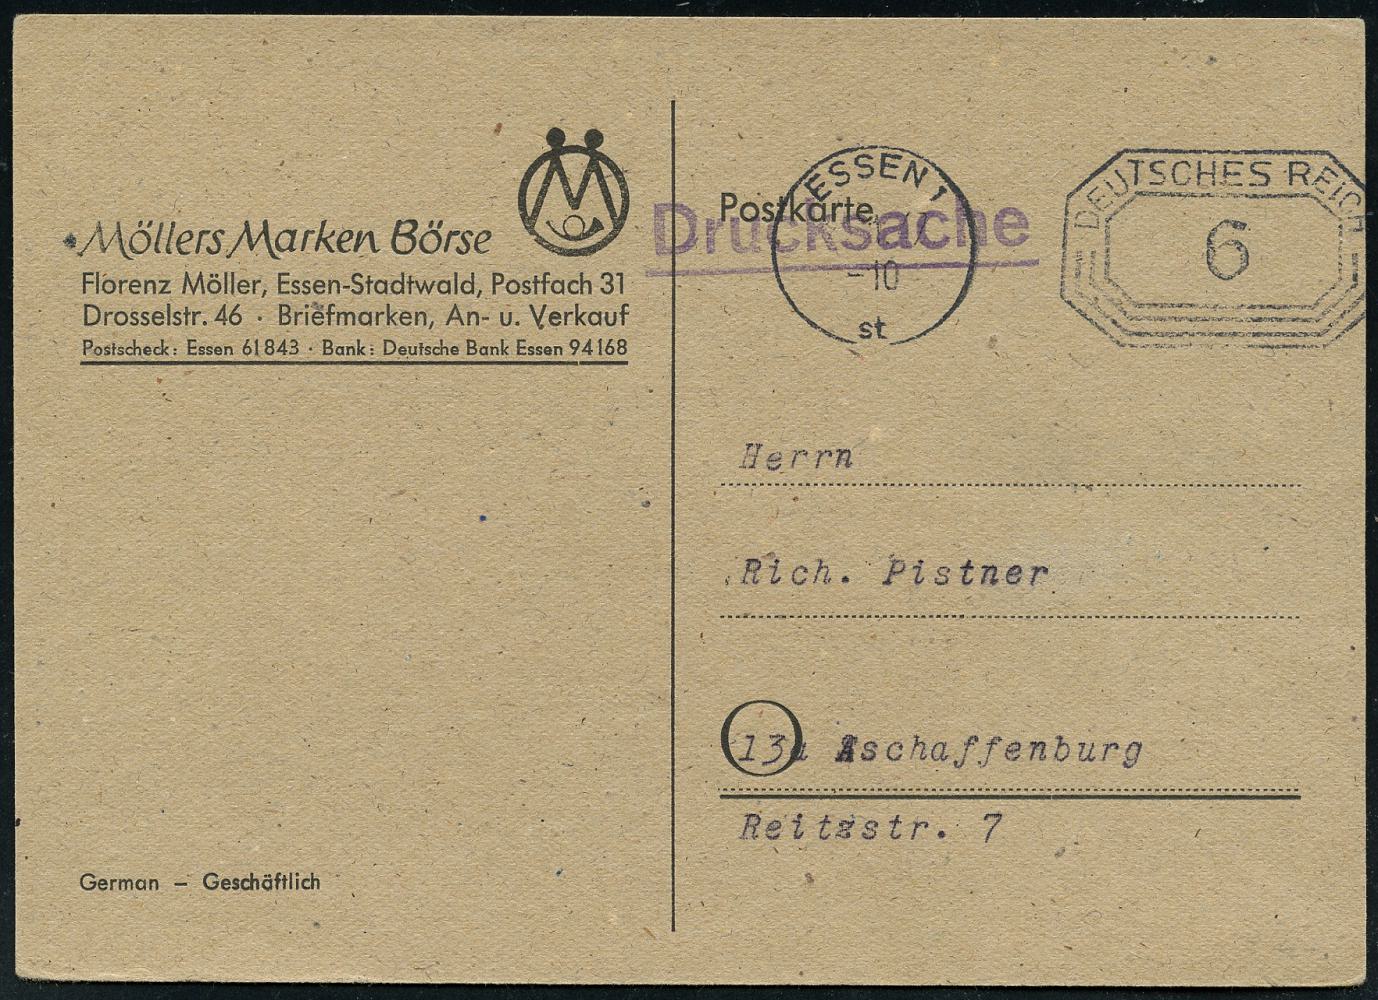 Möllers Marken Börse
Florenz Möller, Essen-Stadtwald, Postfach 31
Drosselstr. 46 · Briefmarken, An- u. Verkauf
Postscheck: Essen 61843 · Bank: Deutsche Bank Essen 94168
German – Geschäftlich
Postkarte
Drucksache
ESSEN 1
-10
st
DEUTSCHES REICH
6
Herrn
Rich. Pistner
13a Aschaffenburg
Reitzstr. 7